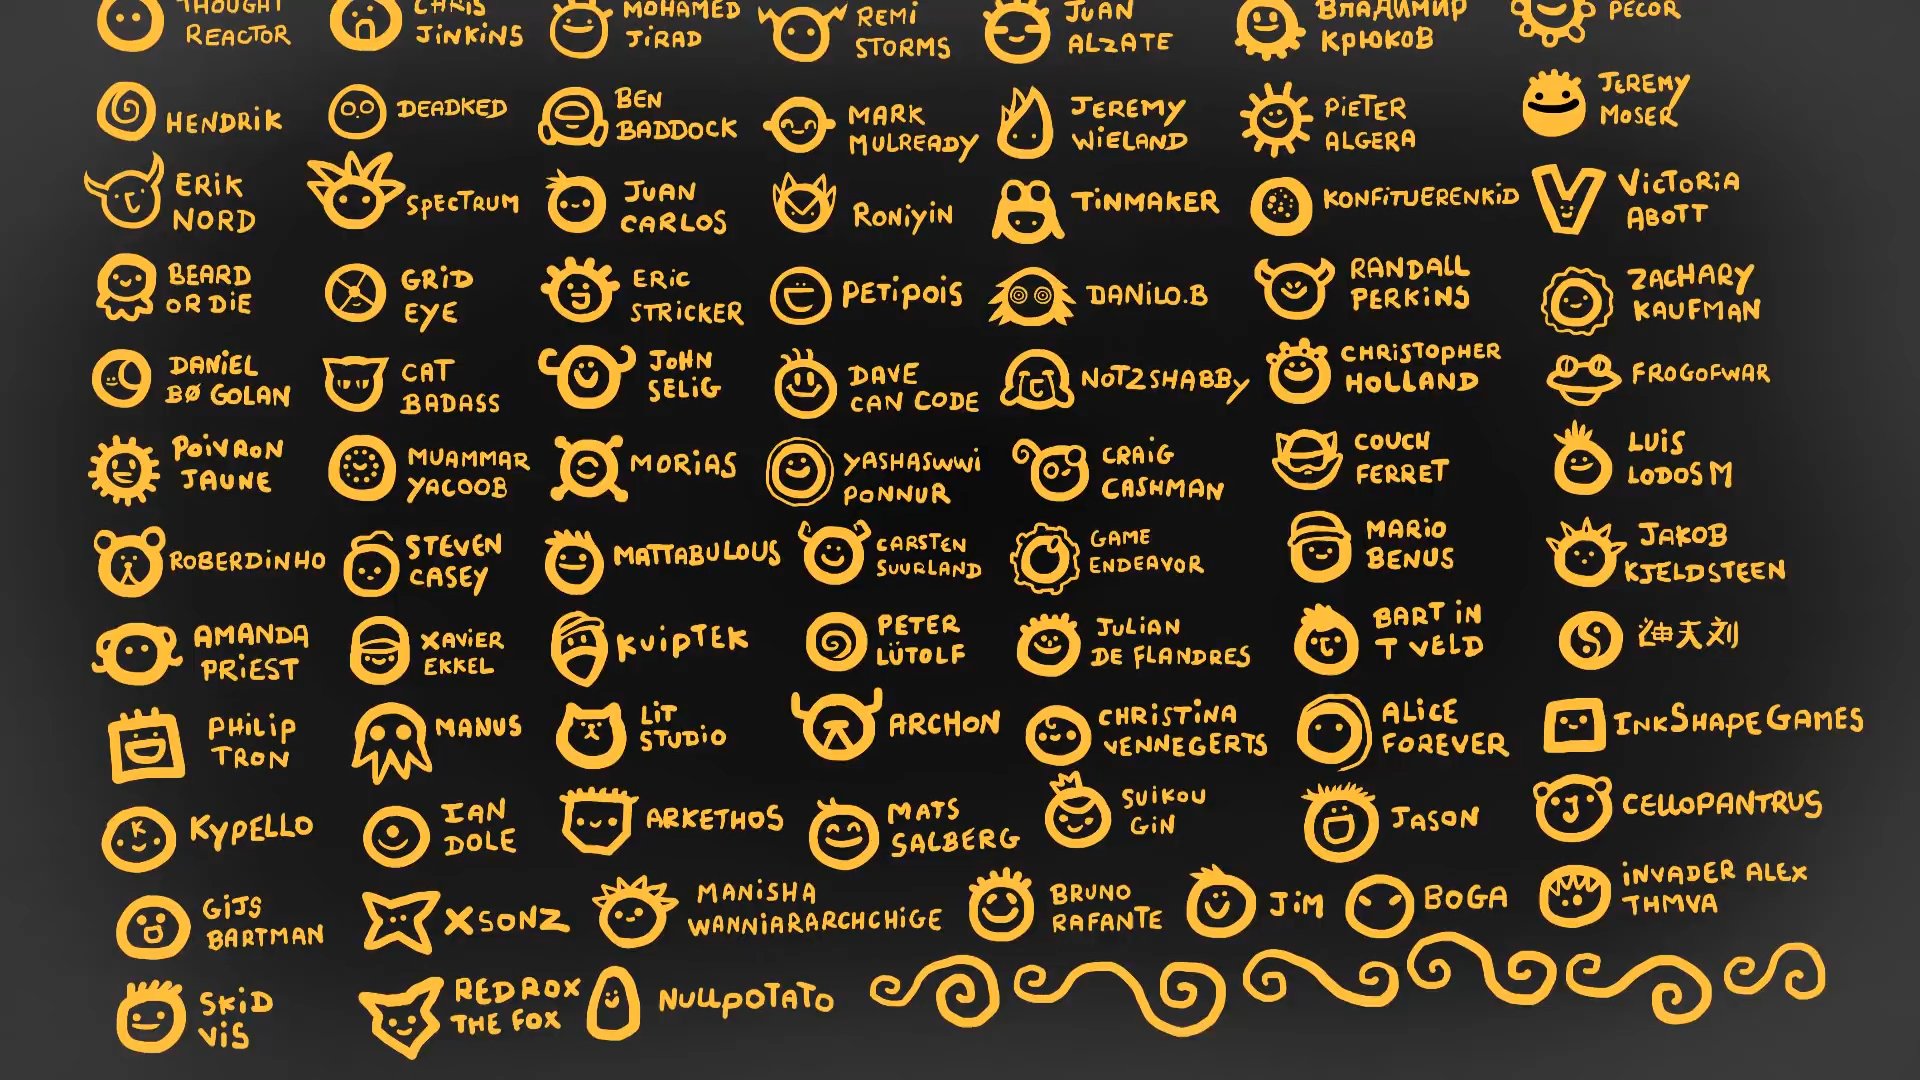 THOUGHT
REACTOR
CHRIS
JiNKiNS
MOHAMED
JiRAD
REMi
STORMS
JUAN
ALZATE
ВлАДИМИР
КРЮКОВ
PECOR
HENDRiK
DEADKED
BEN
BADDOCK
MARK
MULREADY
JEREMY
WiELAND
PiETER
ALGERA
JEREMY
MOSER
ERiK
NORD
SPECTRUM
JUAN
CARLOS
RONiYiN
TiNMAKER
KONFiTUERENKiD
ViCTORiA
ABOTT
BEARD
OR DiE
GRiD
EYE
ERiC
STRiCKER
PETiPOiS
DANiLO.B
RANDALL
PERKiNS
ZACHARY
KAUFMAN
DANiEL
BØ GOLAN
CAT
BADASS
JOHN
SELiG
DAVE
CAN CODE
NOT2SHABBY
CHRiSTOPHER
HOLLAND
FROGOFWAR
POiVRON
JAUNE
MUAMMAR
YACOOB
MORiAS
YASHASWWi
PONNUR
CRAiG
CASHMAN
COUCH
FERRET
LUiS
LODOS M
ROBERDiNHO
STEVEN
CASEY
MATTABULOUS
CARSTEN
SUURLAND
GAME
ENDEAVOR
MARiO
BENUS
JAKOB
KJELDSTEEN
AMANDA
PRiEST
XAViER
EKKEL
KUiPTEK
PETER
LÜTOLF
JULiAN
DE FLANDRES
BART iN
T VELD
天刘
PHiLiP
TRON
MANUS
LiT
STUDiO
ARCHON
CHRiSTiNA
VENNEGERTS
ALiCE
FOREVER
INKSHAPEGAMES
KYPELLO
IAN
DOLE
ARKETHOS
MATS
SALBERG
SUiKOU
GiN
JASON
CELLOPANTRUS
GiJS
BARTMAN
XSONZ
MANiSHA
WANNiARARCHCHiGE
BRUNO
RAFANTE
JiM
BOGA
iNVADER ALEX
THMVA
SKiD
ViS
REDROX
THE FOX
NULLPOTATO